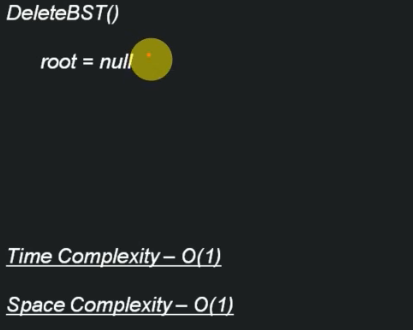 DeleteBST()
root = null
Time Complexity – O(1)
Space Complexity – O(1)